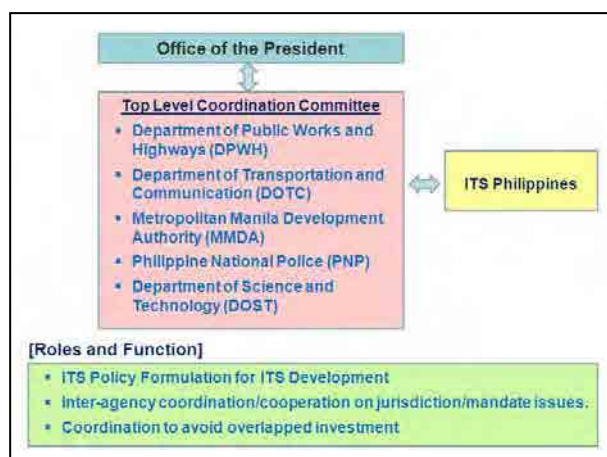 Office of the President
Top Level Coordination Committee
▪ Department of Public Works and
Highways (DPWH)
▪ Department of Transportation and
Communication (DOTC)
▪ Metropolitan Manila Development
Authority (MMDA)
▪ Philippine National Police (PNP)
▪ Department of Science and
Technology (DOST)
ITS Philippines
[Roles and Function]
▪ ITS Policy Formulation for ITS Development
▪ Inter-agency coordination/cooperation on jurisdiction/mandate issues.
▪ Coordination to avoid overlapped investment